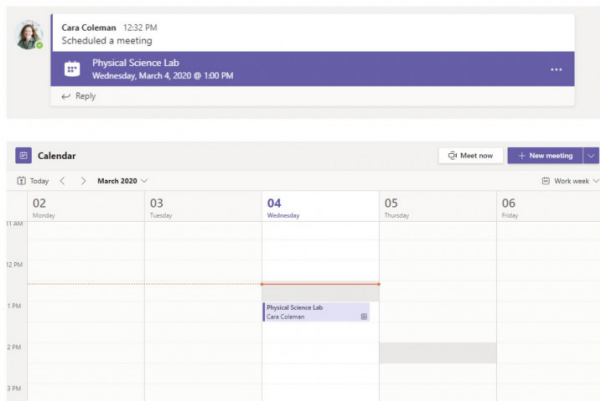 Cara Coleman 12:32 PM
Scheduled a meeting
Physical Science Lab
Wednesday, March 4, 2020 @ 1:00 PM
Reply
Calendar
Meet now
New meeting
Today
March 2020
Work week
02
Monday
03
Tuesday
04
Wednesday
05
Thursday
06
Friday
11 AM
12 PM
1 PM
Physical Science Lab
Cara Coleman
2 PM
3 PM